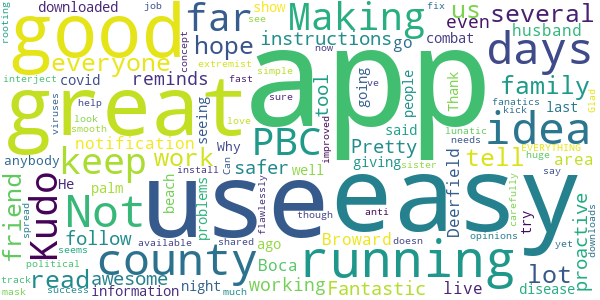 downloaded
far
Making
us
several
job
show
see
fix
rooting
good
hope
instructions
go
even
combat
husband
days
concept
now
everyone
reminds
simple
interject
covid
fast
extremist
going
people
said
family
last
fanatics
viruses
help
sure
've
kick
Glad
great
app
tool
Thank
idea
look
smooth
seeing
love
PBC
improved
lunatic
needs
EVERYTHING
notification
Pretty
tell
huge
area
anybody
keep
work
Why
safer
well
giving
sister
carefully
say
He
palm
Can
install
friend
Kudo
Not
use
easy
beach
problems
flawlessly
though
anti
Deerfield
try
proactive
spread
follow
available
shared
ago
Broward
doesn
opinions
yet
downloads
seems
county
Boca
running
lot
political
read
awesome
working
Fantastic
live
disease
track
mask
success
information
night
much